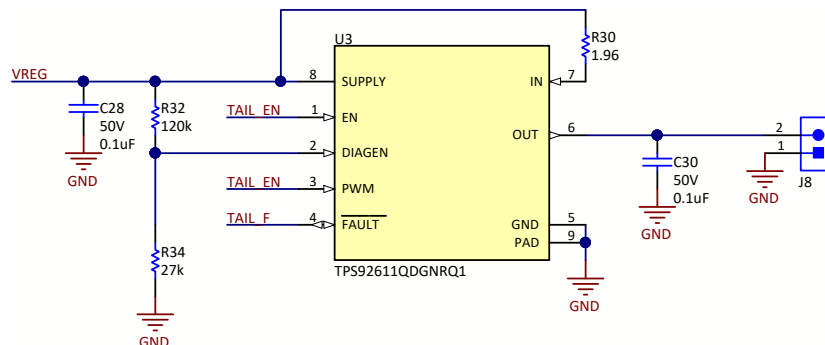 U3
R30
1.96
VREG
8
SUPPLY
IN
7
C28
50V
0.1uF
R32
120k
TAIL_EN
1
EN
OUT
6
2
1
J8
GND
2
DIAGEN
C30
50V
0.1uF
GND
GND
TAIL_EN
3
PWM
TAIL_F
4
FAULT
GND
5
PAD
9
R34
27k
TPS92611QDGNRQ1
GND
GND